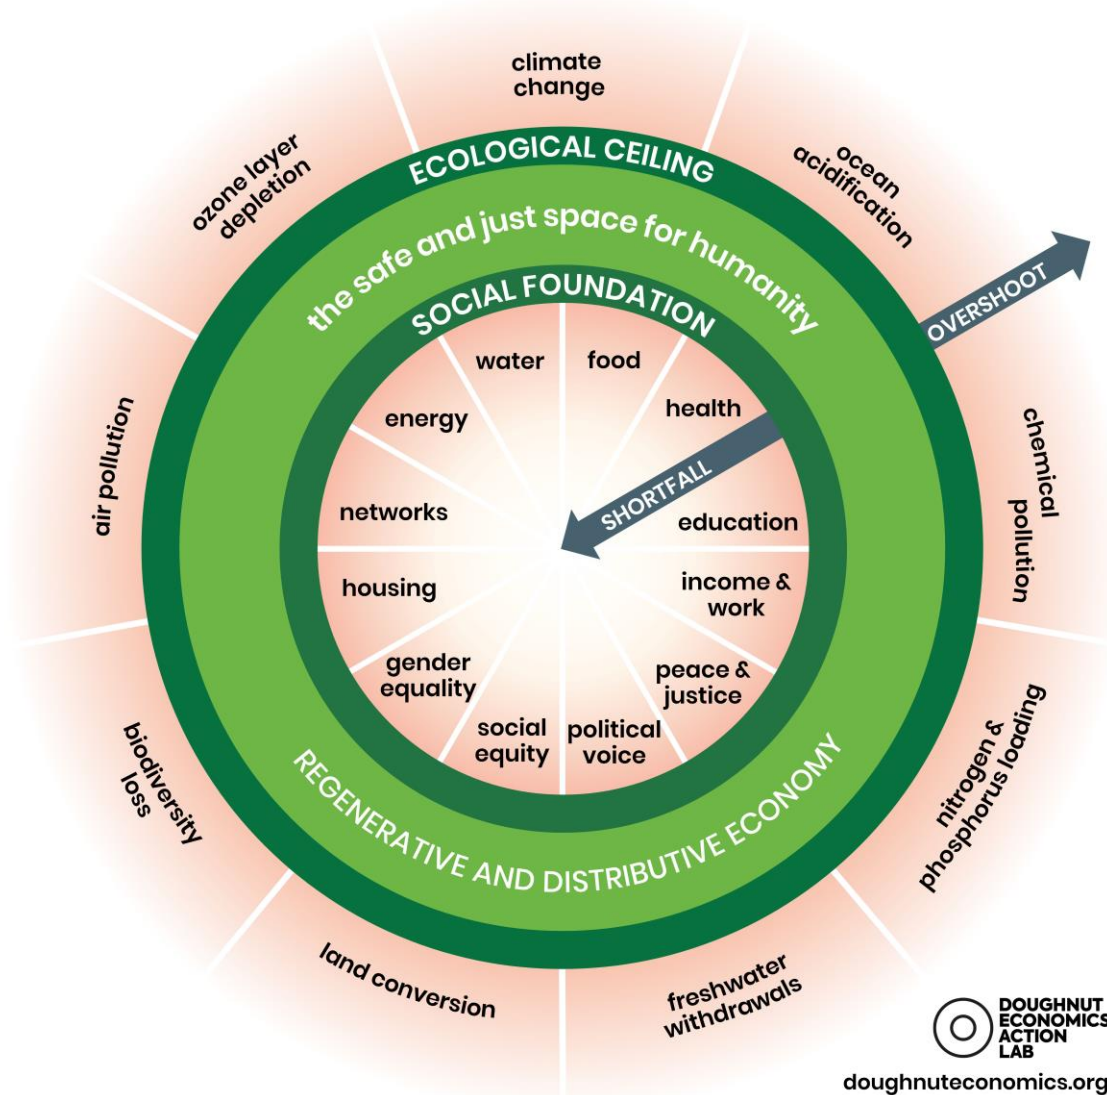 climate
change
ocean
acidification
chemical
pollution
nitrogen &
phosphorus loading
freshwater
withdrawals
land conversion
biodiversity
loss
air pollution
ozone layer
depletion
ECOLOGICAL CEILING
the safe and just space for humanity
SOCIAL FOUNDATION
OVERSHOOT
water
food
health
SHORTFALL
education
income &
work
peace &
justice
political
voice
social
equity
gender
equality
housing
networks
energy
REGENERATIVE AND DISTRIBUTIVE ECONOMY
DOUGHNUT
ECONOMICS
ACTION
LAB
doughnuteconomics.org